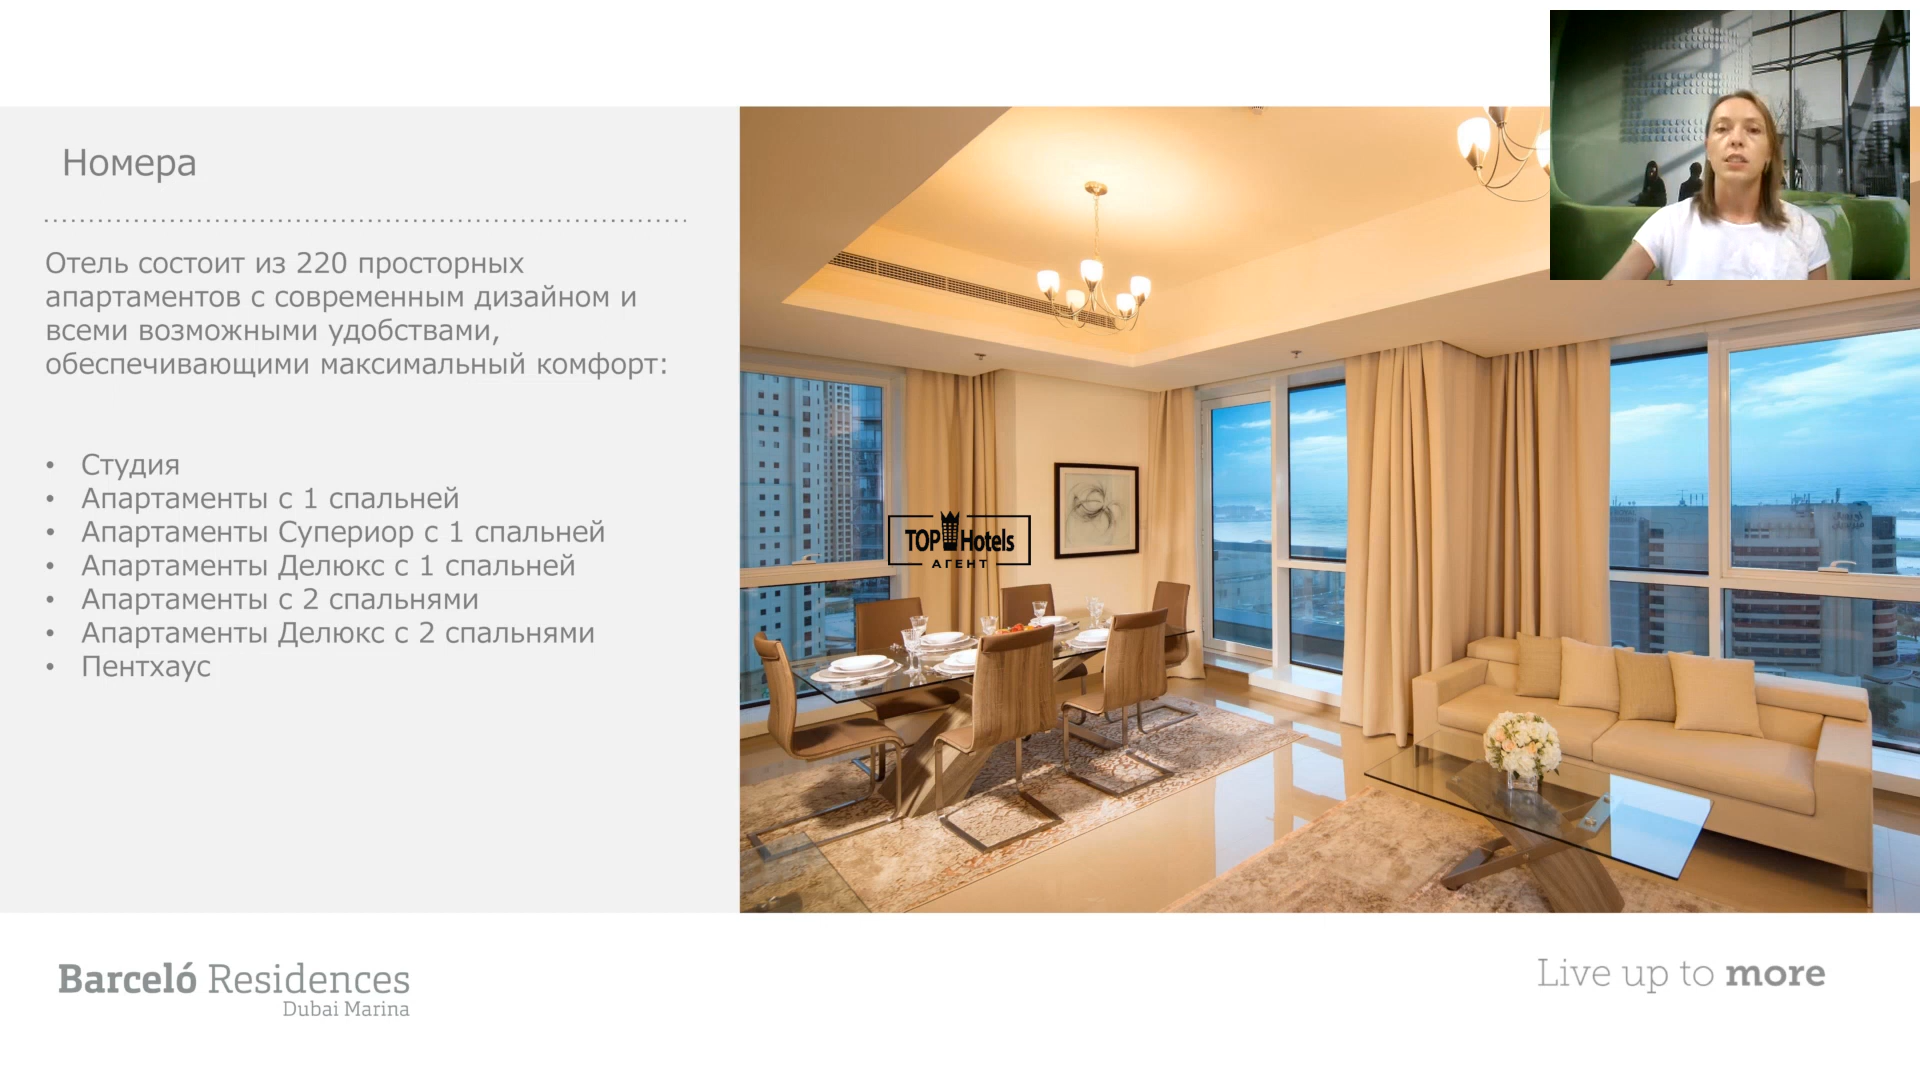 Номера
Отель состоит из 220 просторных
апартаментов с современным дизайном и
всеми возможными удобствами,
обеспечивающими максимальный комфорт:
• Студия
• Апартаменты с 1 спальней
• Апартаменты Супериор с 1 спальней
• Апартаменты Делюкс с 1 спальней
• Апартаменты с 2 спальнями
• Апартаменты Делюкс с 2 спальнями
• Пентхаус
TOP Hotels
АГЕНТ
Barceló Residences
Dubai Marina
Live up to more